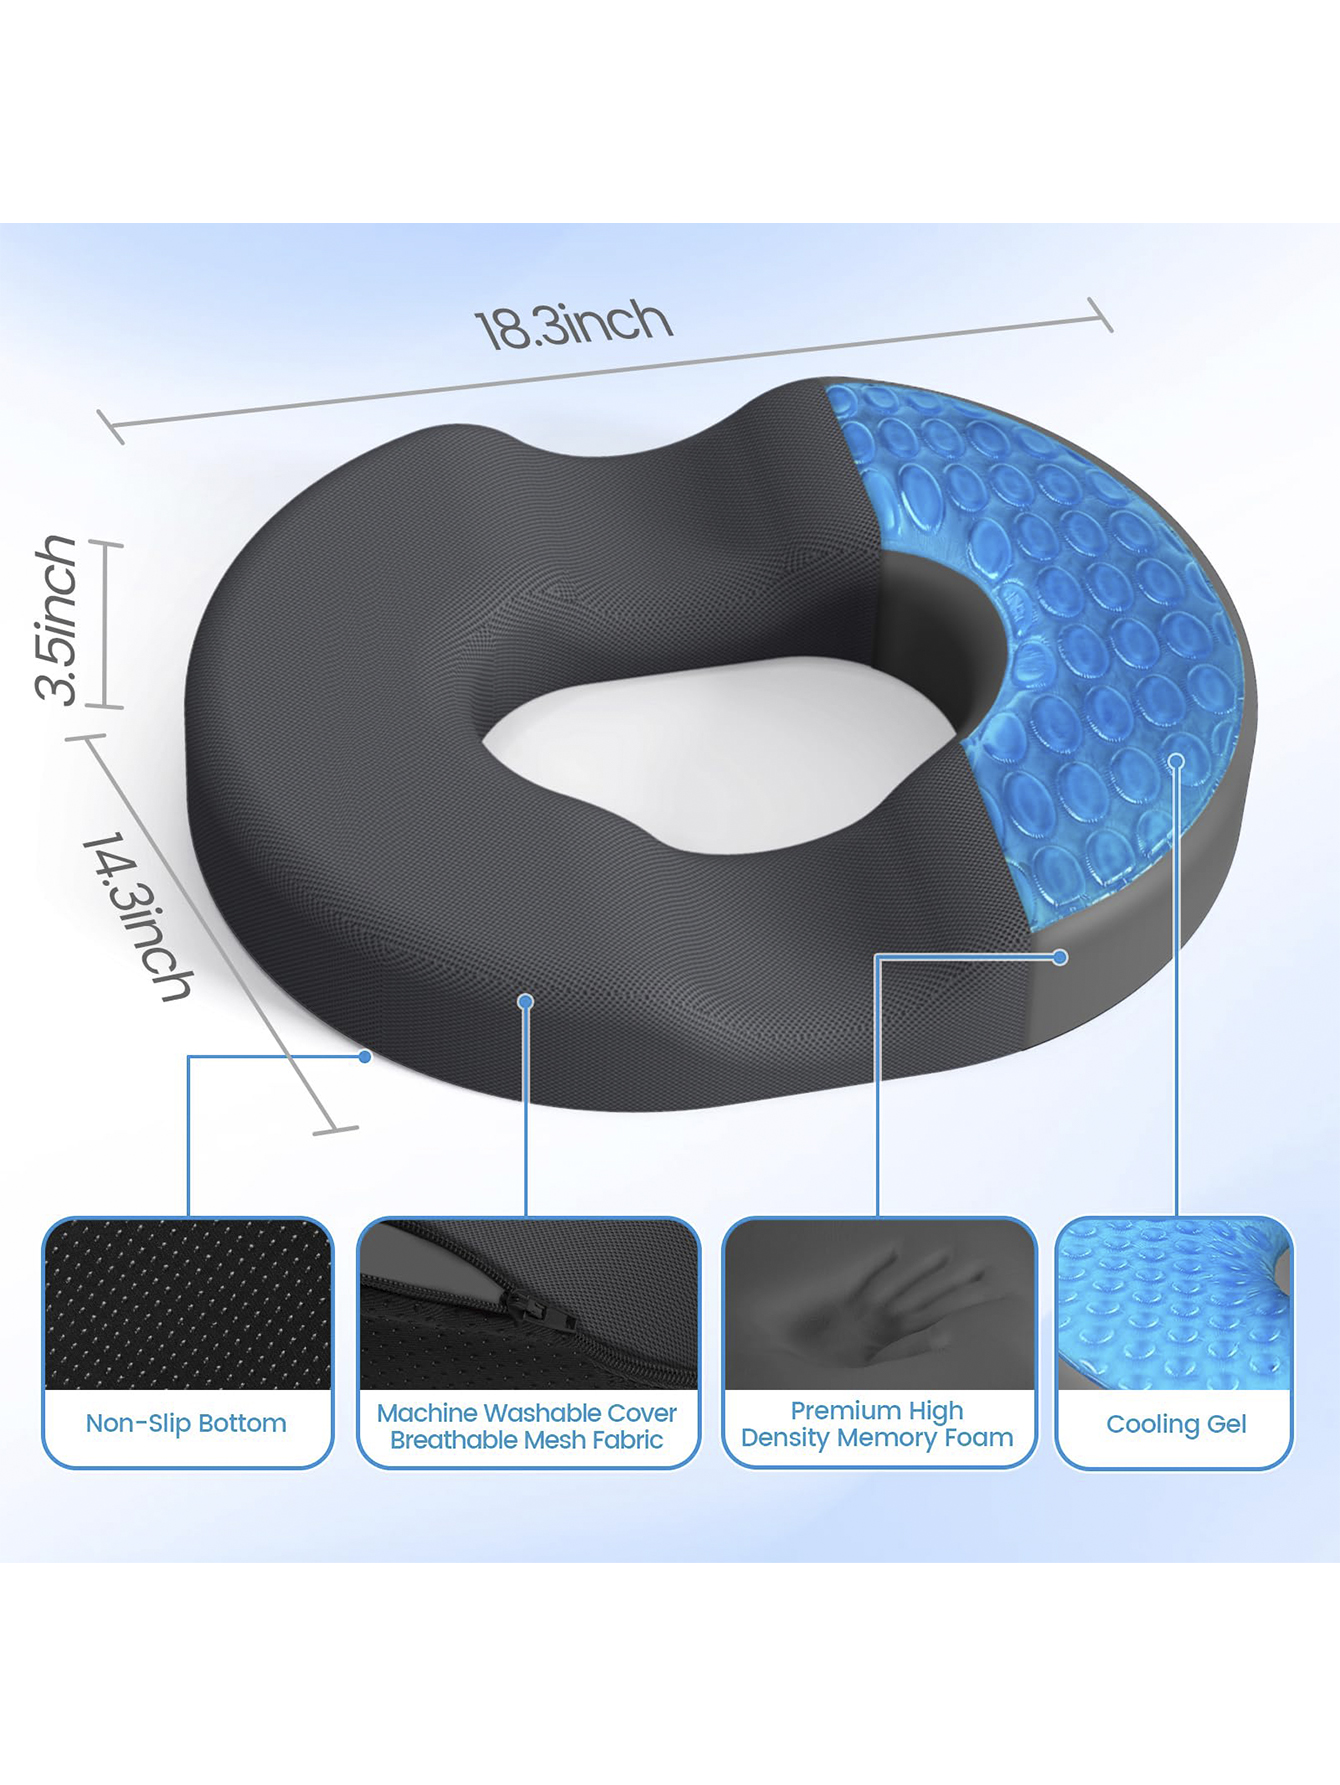 18.3inch
3.5inch
14.3inch
Non-Slip Bottom
Machine Washable Cover
Breathable Mesh Fabric
Premium High
Density Memory Foam
Cooling Gel